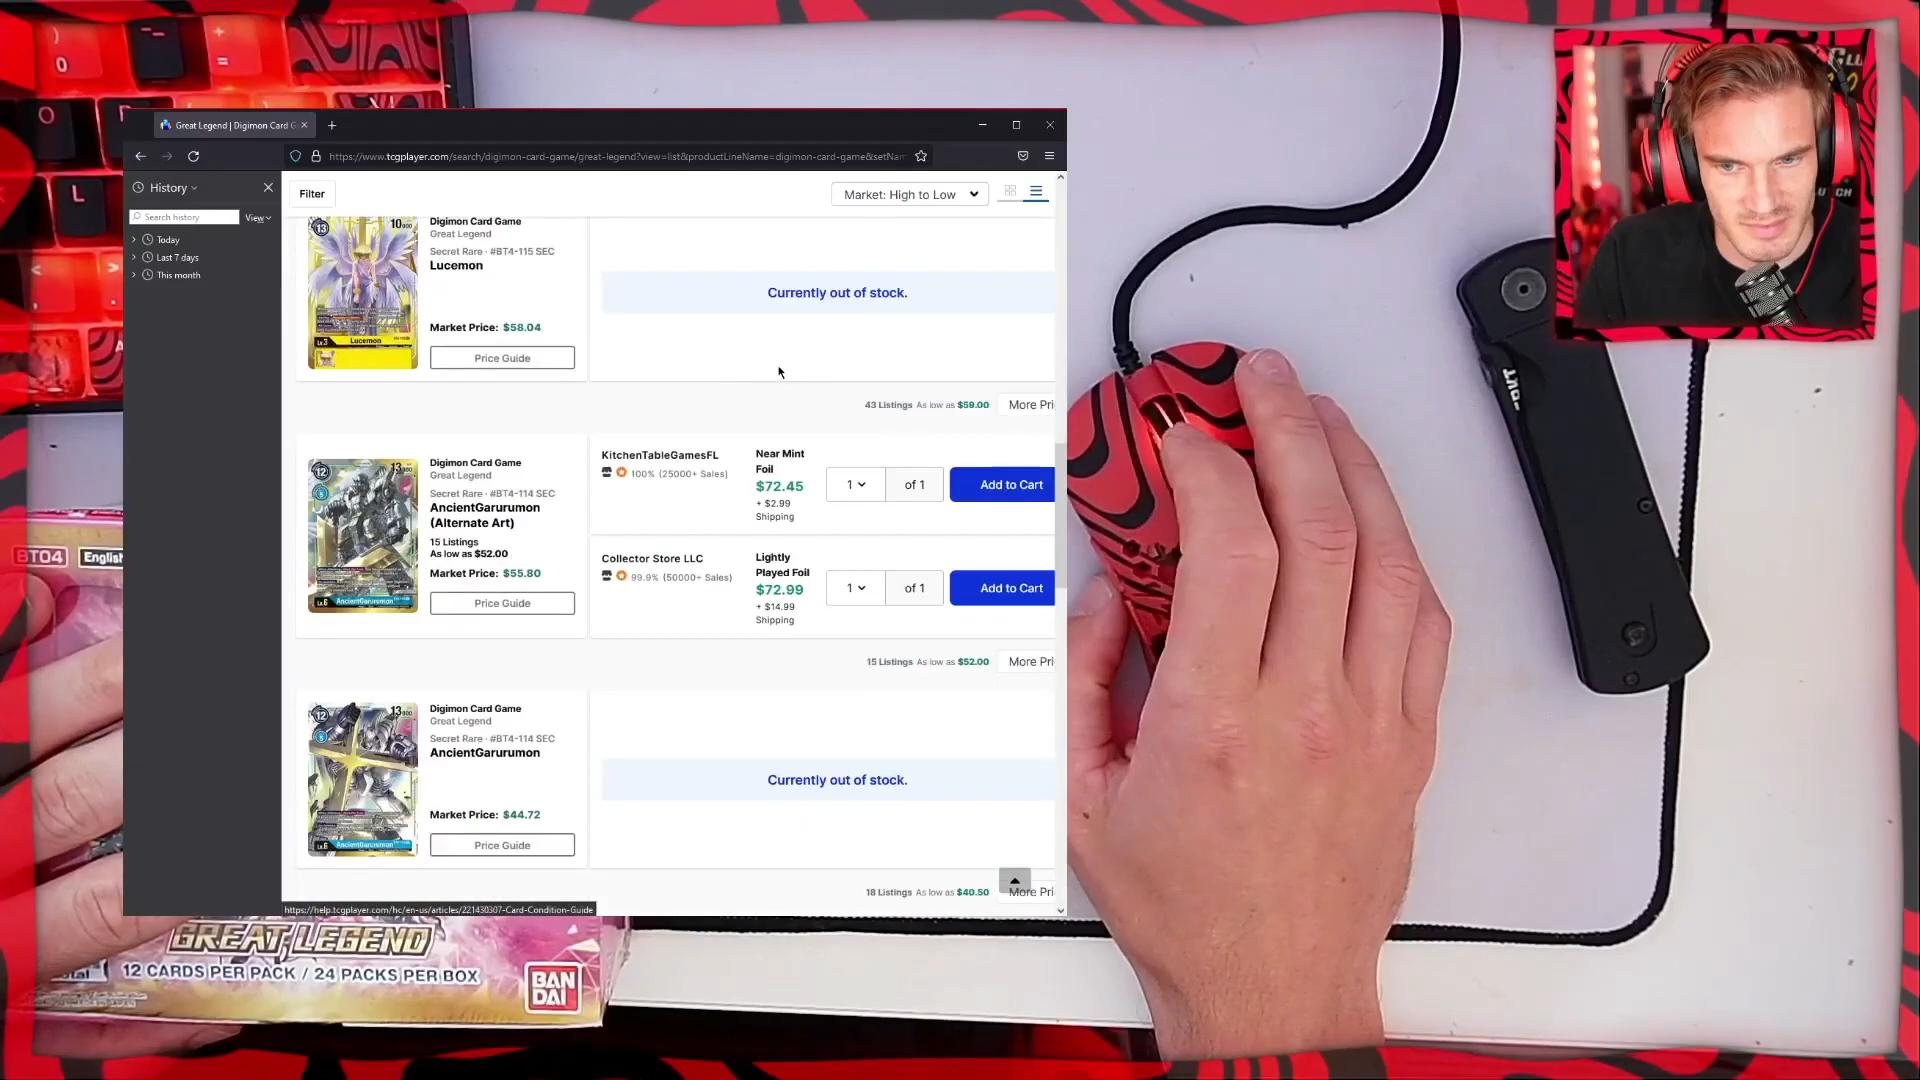 Great Legend | Digimon Card G
https://www.tcgplayer.com/search/digimon-card-game/great-legend?view=list&productLineName=digimon-card-game&setNam
History
Search history
View
Today
Last 7 days
This month
Filter
Market: High to Low
Digimon Card Game
Great Legend
Secret Rare · #BT4-115 SEC
Lucemon
Market Price: $58.04
Price Guide
Currently out of stock.
43 Listings As low as $59.00
More Pri
Digimon Card Game
Great Legend
Secret Rare · #BT4-114 SEC
AncientGarurumon
(Alternate Art)
15 Listings
As low as $52.00
Market Price: $55.80
Price Guide
KitchenTableGamesFL
100% (25000+ Sales)
Near Mint
Foil
$72.45
+ $2.99
Shipping
1
of 1
Add to Cart
Collector Store LLC
99.9% (50000+ Sales)
Lightly
Played Foil
$72.99
+ $14.99
Shipping
1
of 1
Add to Cart
15 Listings As low as $52.00
More Pri
Digimon Card Game
Great Legend
Secret Rare · #BT4-114 SEC
AncientGarurumon
Market Price: $44.72
Price Guide
Currently out of stock.
18 Listings As low as $40.50
More Pri
https://help.tcgplayer.com/hc/en-us/articles/221430307-Card-Condition-Guide
Lv.3 Lucemon
Lv.6 AncientGarurumon
Lv.6 AncientGarurumon
BT04
English
GREAT LEGEND
12 CARDS PER PACK / 24 PACKS PER BOX
BAN
DAI